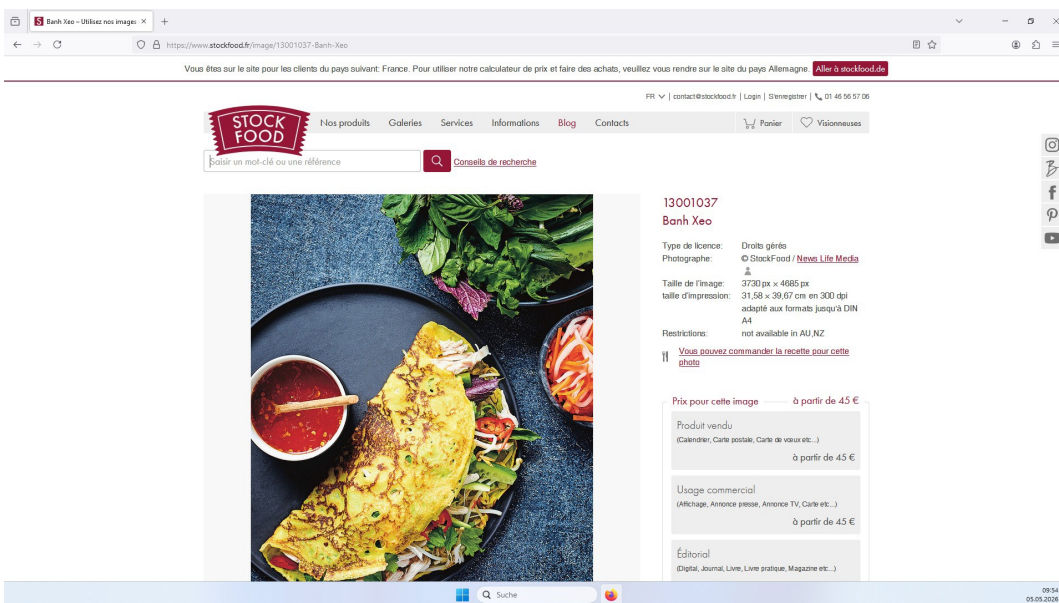 Banh Xeo – Utilisez nos images
https://www.stockfood.fr/image/13001037-Banh-Xeo
Vous êtes sur le site pour les clients du pays suivant: France. Pour utiliser notre calculateur de prix et faire des achats, veuillez vous rendre sur le site du pays Allemagne. Aller à stockfood.de
FR | contact@stockfood.fr | Login | S'enregistrer | 01 46 56 57 06
STOCK
FOOD
Nos produits Galeries Services Informations Blog Contacts Panier Visionneuses
Saisir un mot-clé ou une référence Conseils de recherche
13001037
Banh Xeo
Type de licence: Droits gérés
Photographe: © StockFood / News Life Media
Taille de l'image: 3730 px × 4685 px
taille d'impression: 31,58 × 39,67 cm en 300 dpi
adapté aux formats jusqu'à DIN
A4
Restrictions: not available in AU,NZ
Vous pouvez commander la recette pour cette
photo
Prix pour cette image à partir de 45 €
Produit vendu
(Calendrier, Carte postale, Carte de vœux etc...)
à partir de 45 €
Usage commercial
(Affichage, Annonce presse, Annonce TV, Carte etc...)
à partir de 45 €
Éditorial
(Digital, Journal, Livre, Livre pratique, Magazine etc...)
Suche
09:54
05.05.2026